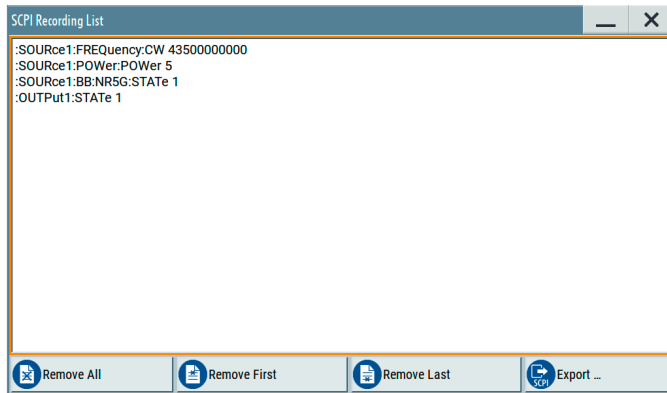 SCPI Recording List
:SOURce1:FREQuency:CW 43500000000
:SOURce1:POWer:POWer 5
:SOURce1:BB:NR5G:STATe 1
:OUTPut1:STATe 1
Remove All
Remove First
Remove Last
SCPI
Export ...